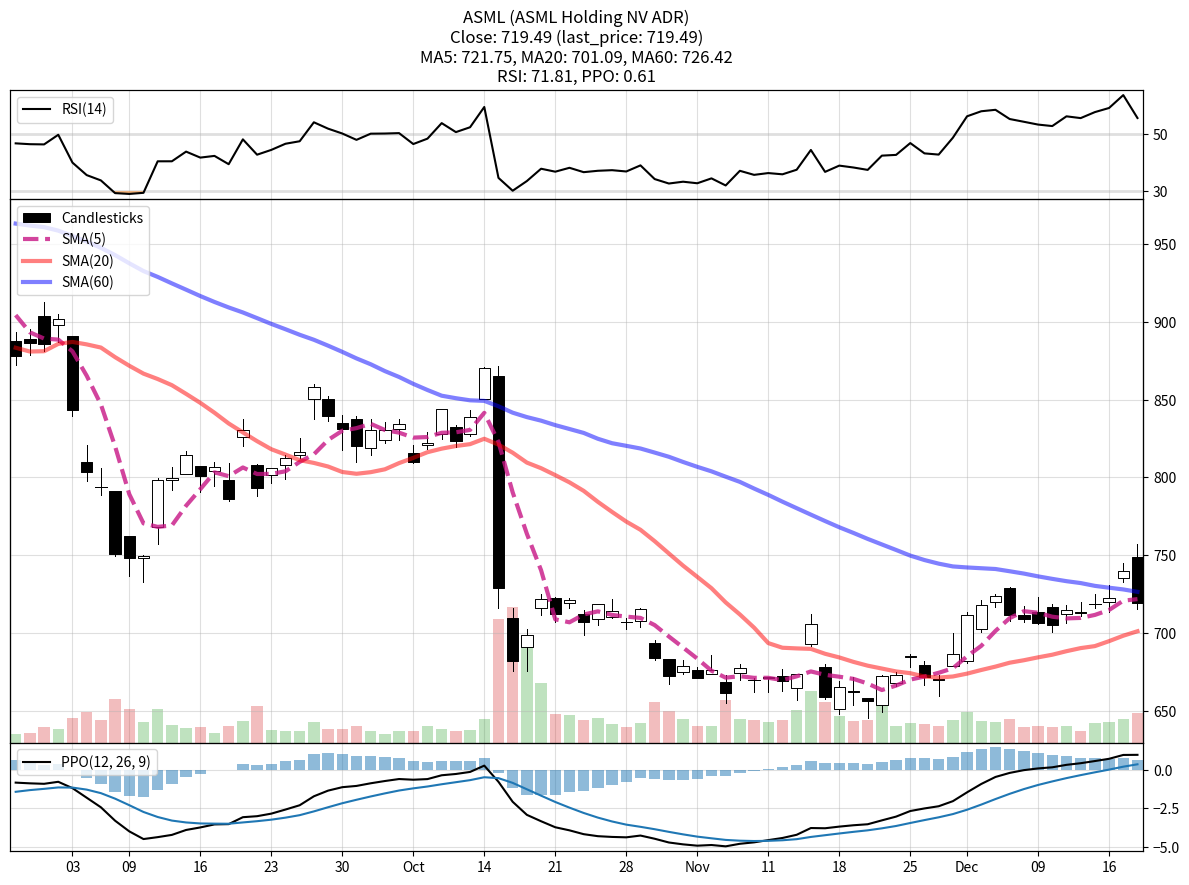 ASML (ASML Holding NV ADR)
Close: 719.49 (last_price: 719.49)
MA5: 721.75, MA20: 701.09, MA60: 726.42
RSI: 71.81, PPO: 0.61
RSI(14)
50
30
Candlesticks
SMA(5)
SMA(20)
SMA(60)
950
900
850
800
750
700
650
PPO(12, 26, 9)
0.0
−2.5
−5.0
03 09 16 23 30 Oct 14 21 28 Nov 11 18 25 Dec 09 16